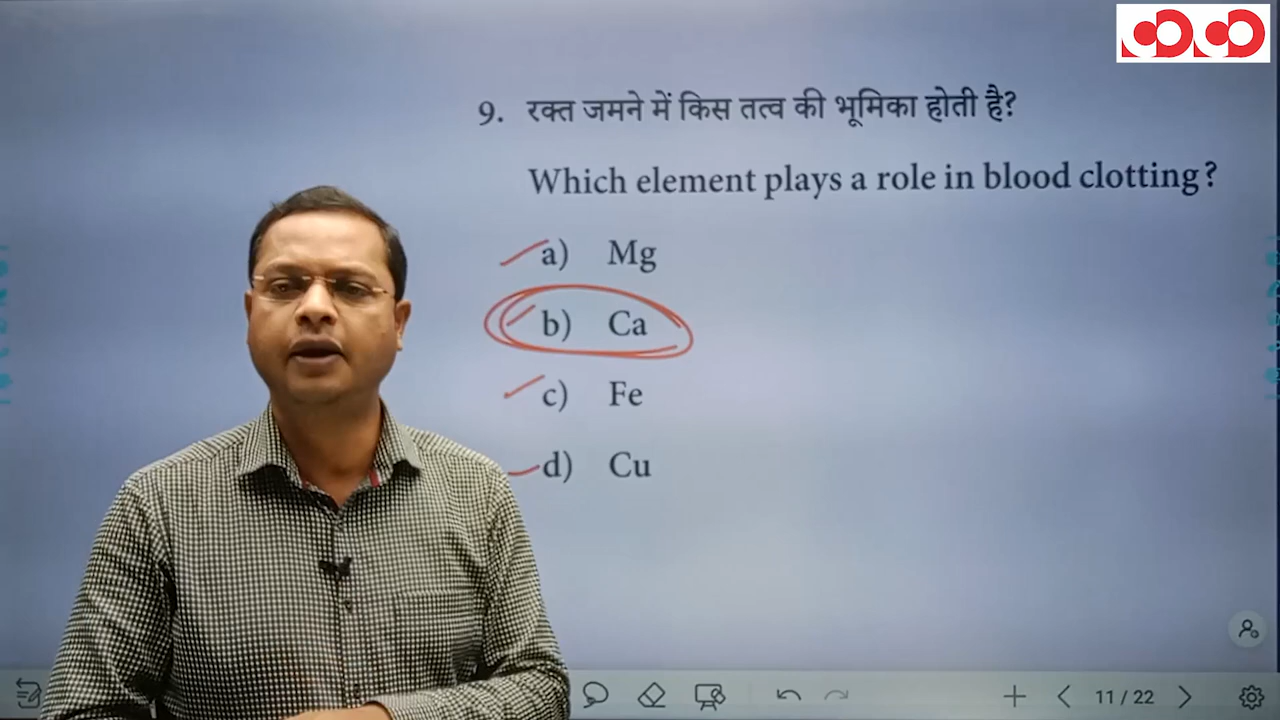 9. रक्त जमने में किस तत्व की भूमिका होती है?
Which element plays a role in blood clotting?
a) Mg
b) Ca
c) Fe
d) Cu
11 / 22